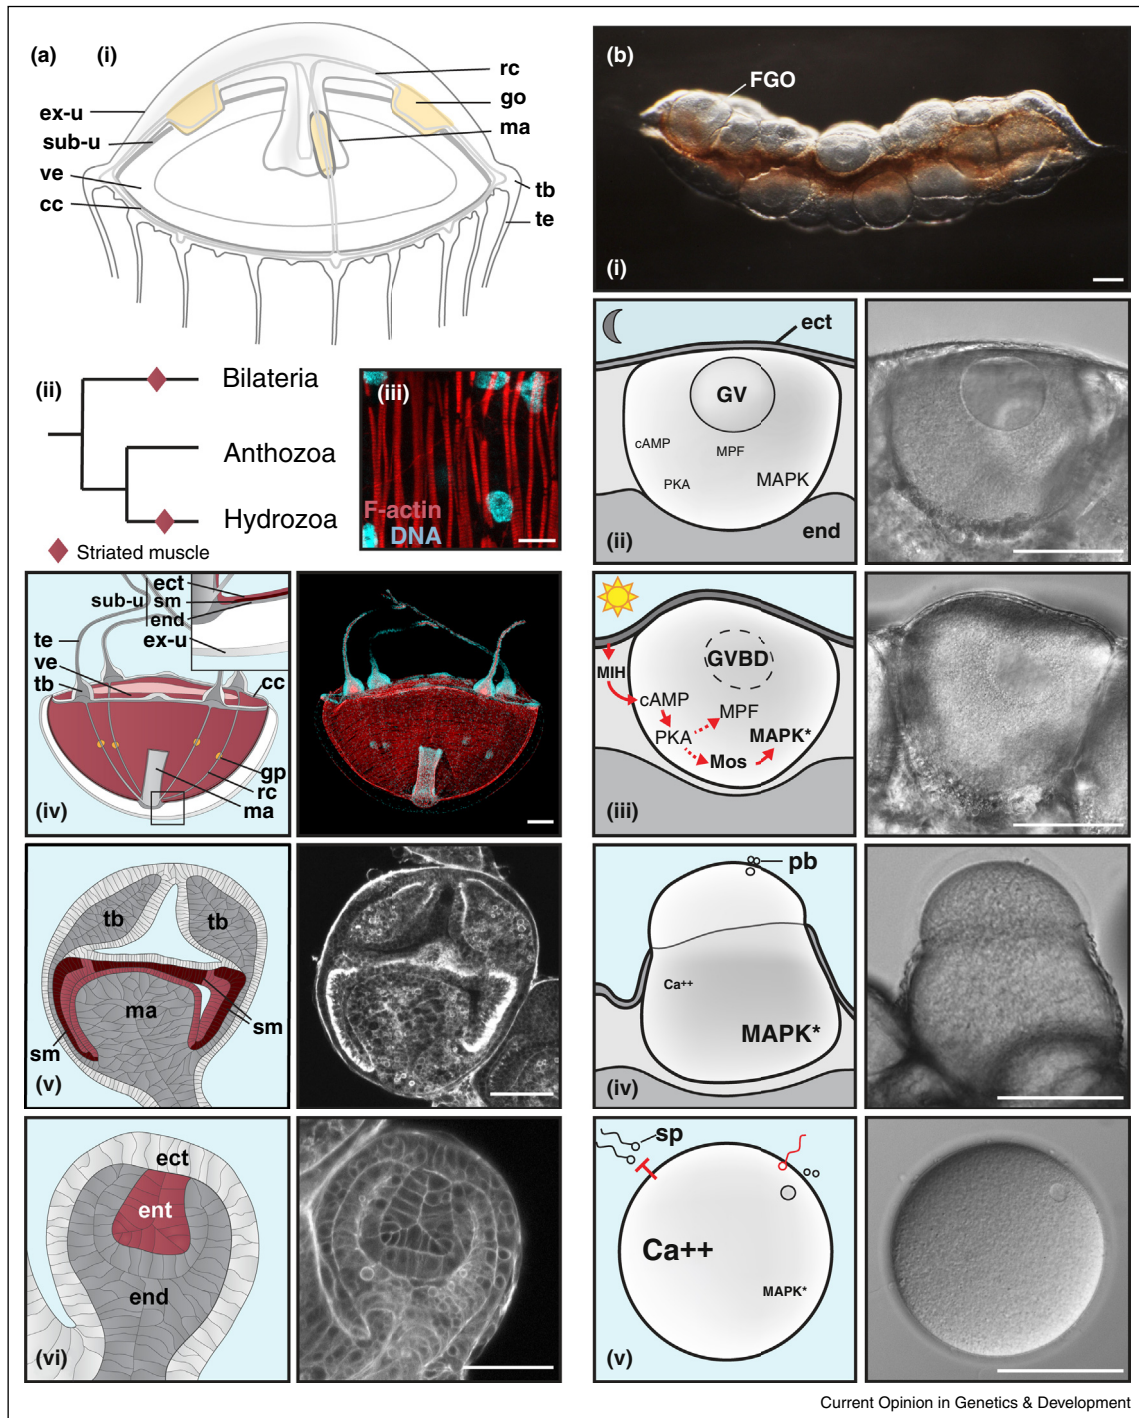 (a) (i)
rc
go
ma
ex-u
sub-u
ve
cc
tb
te
(ii)
Bilateria
Anthozoa
Hydrozoa
Striated muscle
(iii)
F-actin
DNA
ect
sub-u sm
end
ex-u
te
ve
tb
cc
gp
rc
ma
(iv)
tb tb
ma
sm
sm
(v)
ect
ent
end
(vi)
(b)
FGO
(i)
ect
GV
cAMP
MPF
PKA
MAPK
end
(ii)
GVBD
MIH
cAMP
MPF
PKA
MAPK*
Mos
(iii)
pb
Ca++
MAPK*
(iv)
sp
Ca++
MAPK*
(v)
Current Opinion in Genetics & Development